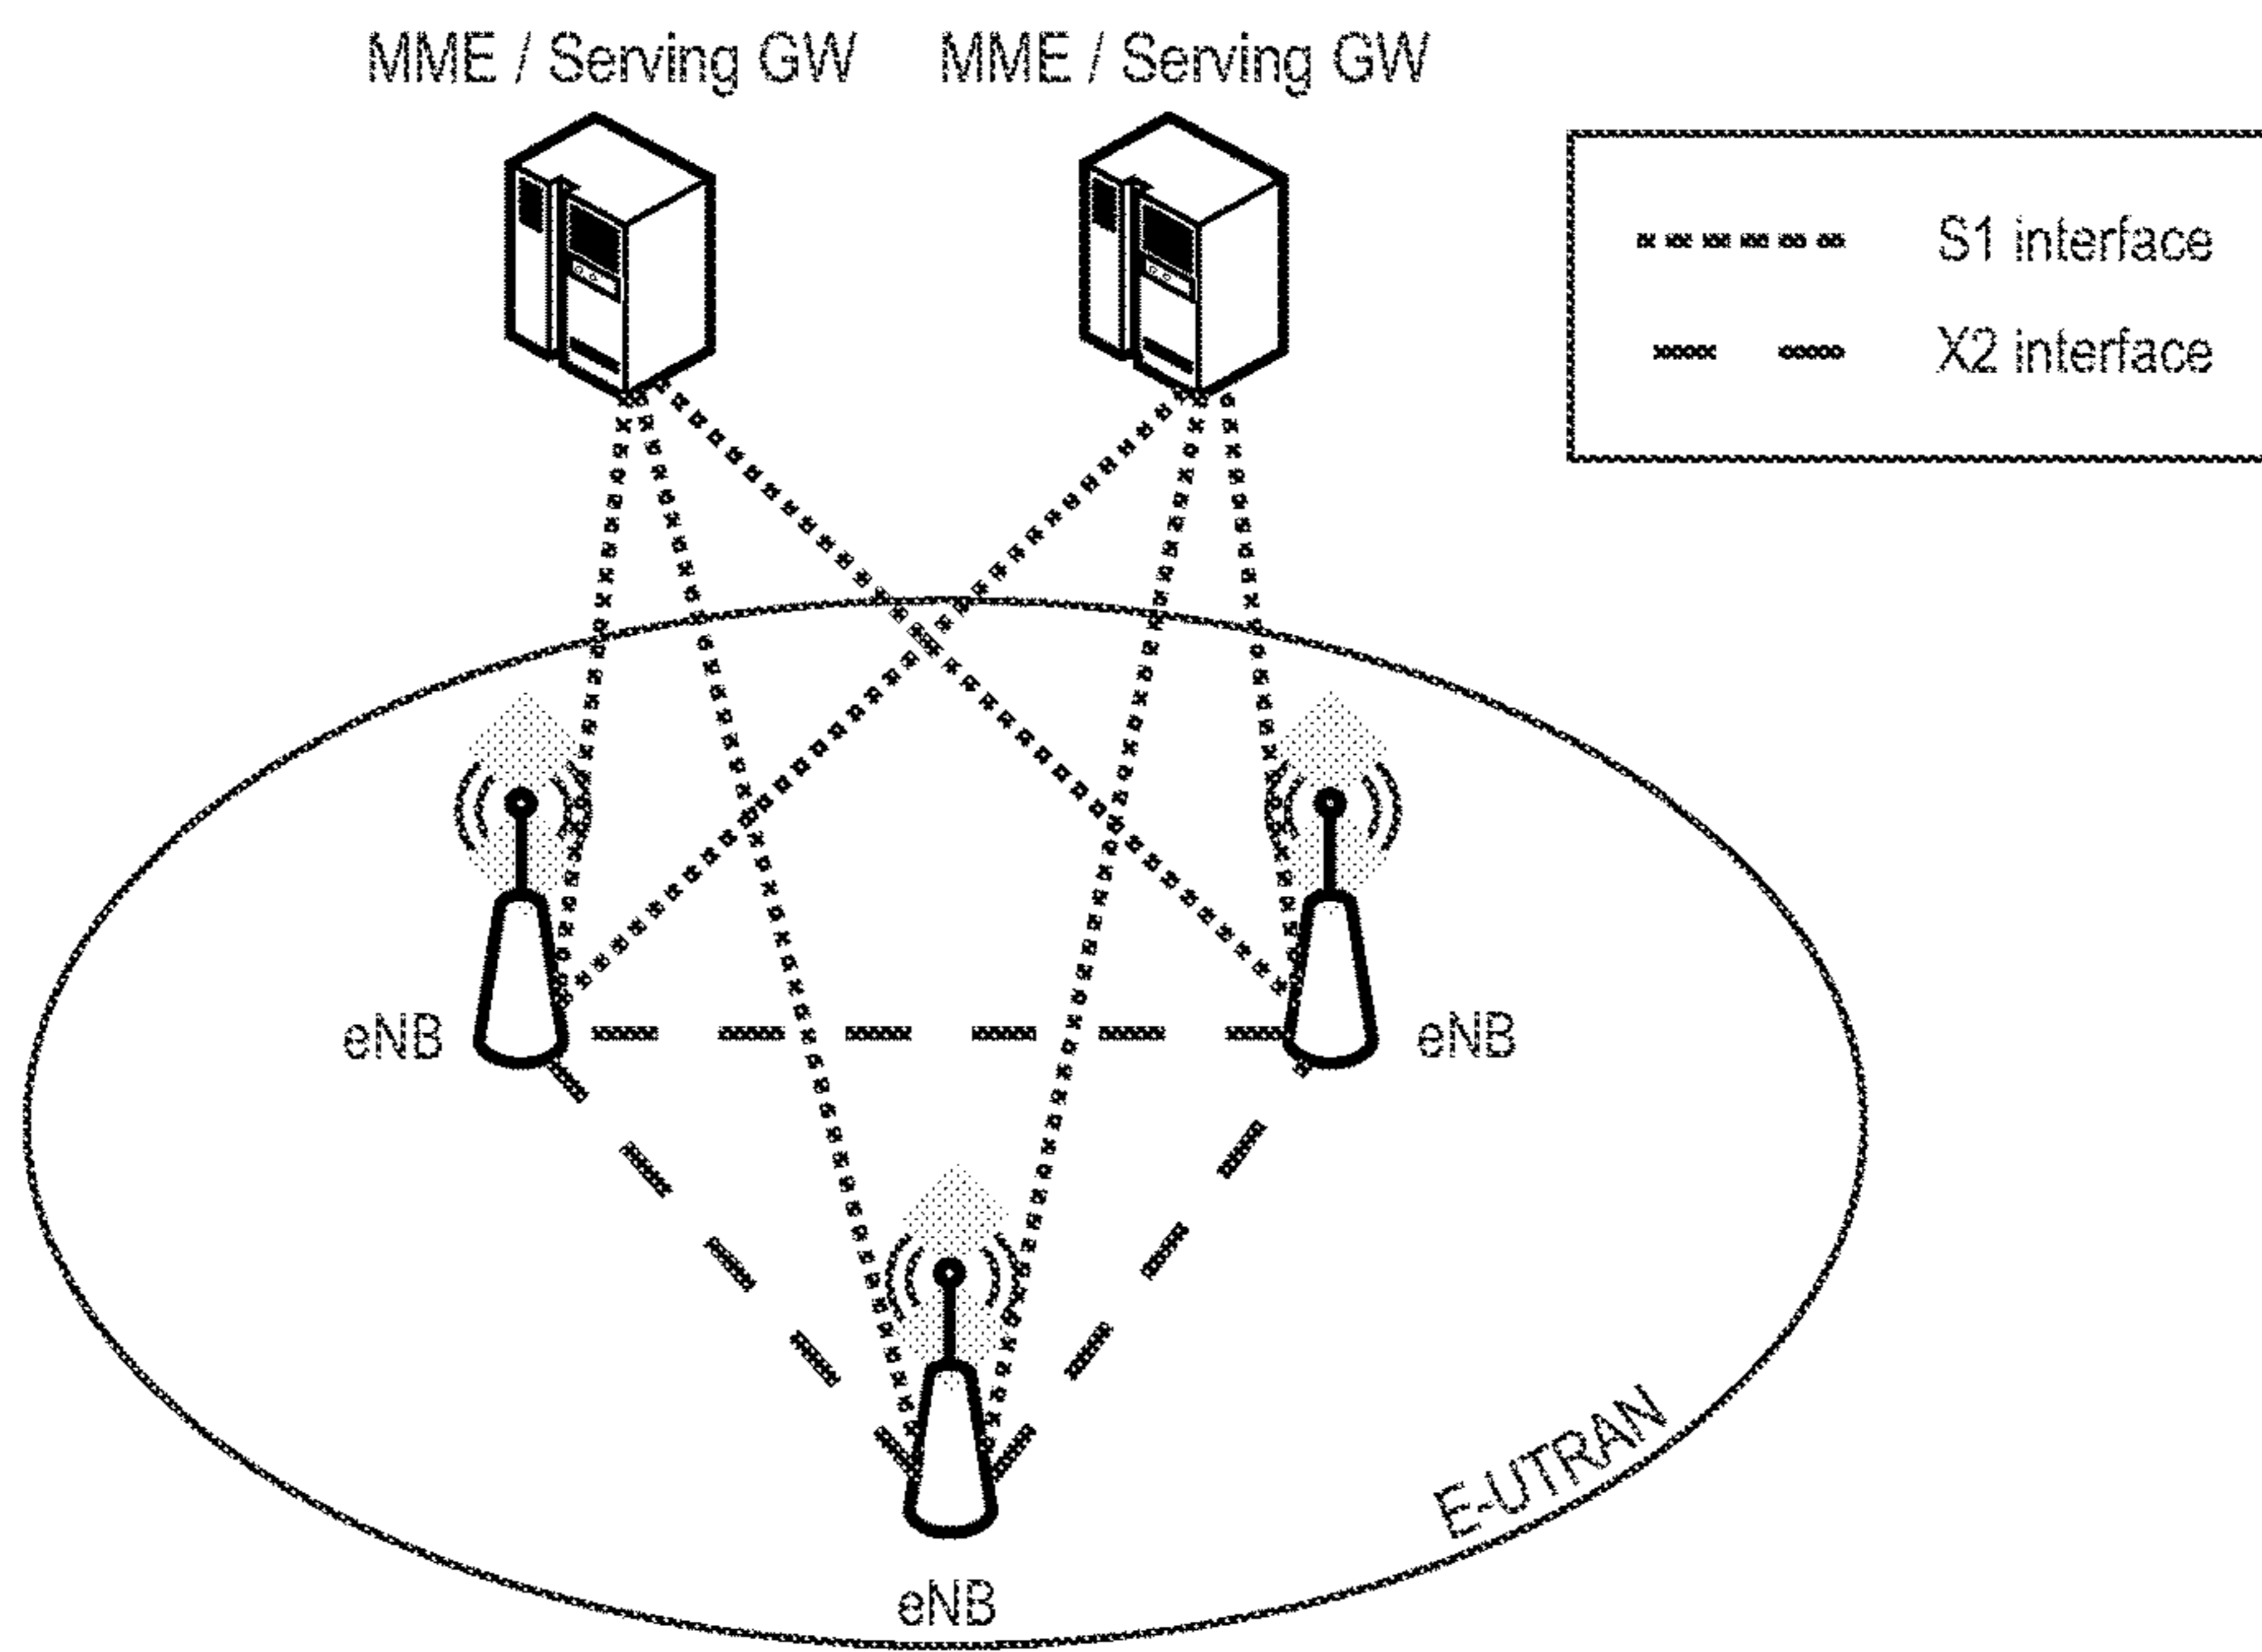 MME / Serving GW
MME / Serving GW
S1 interface
X2 interface
eNB
eNB
eNB
E-UTRAN